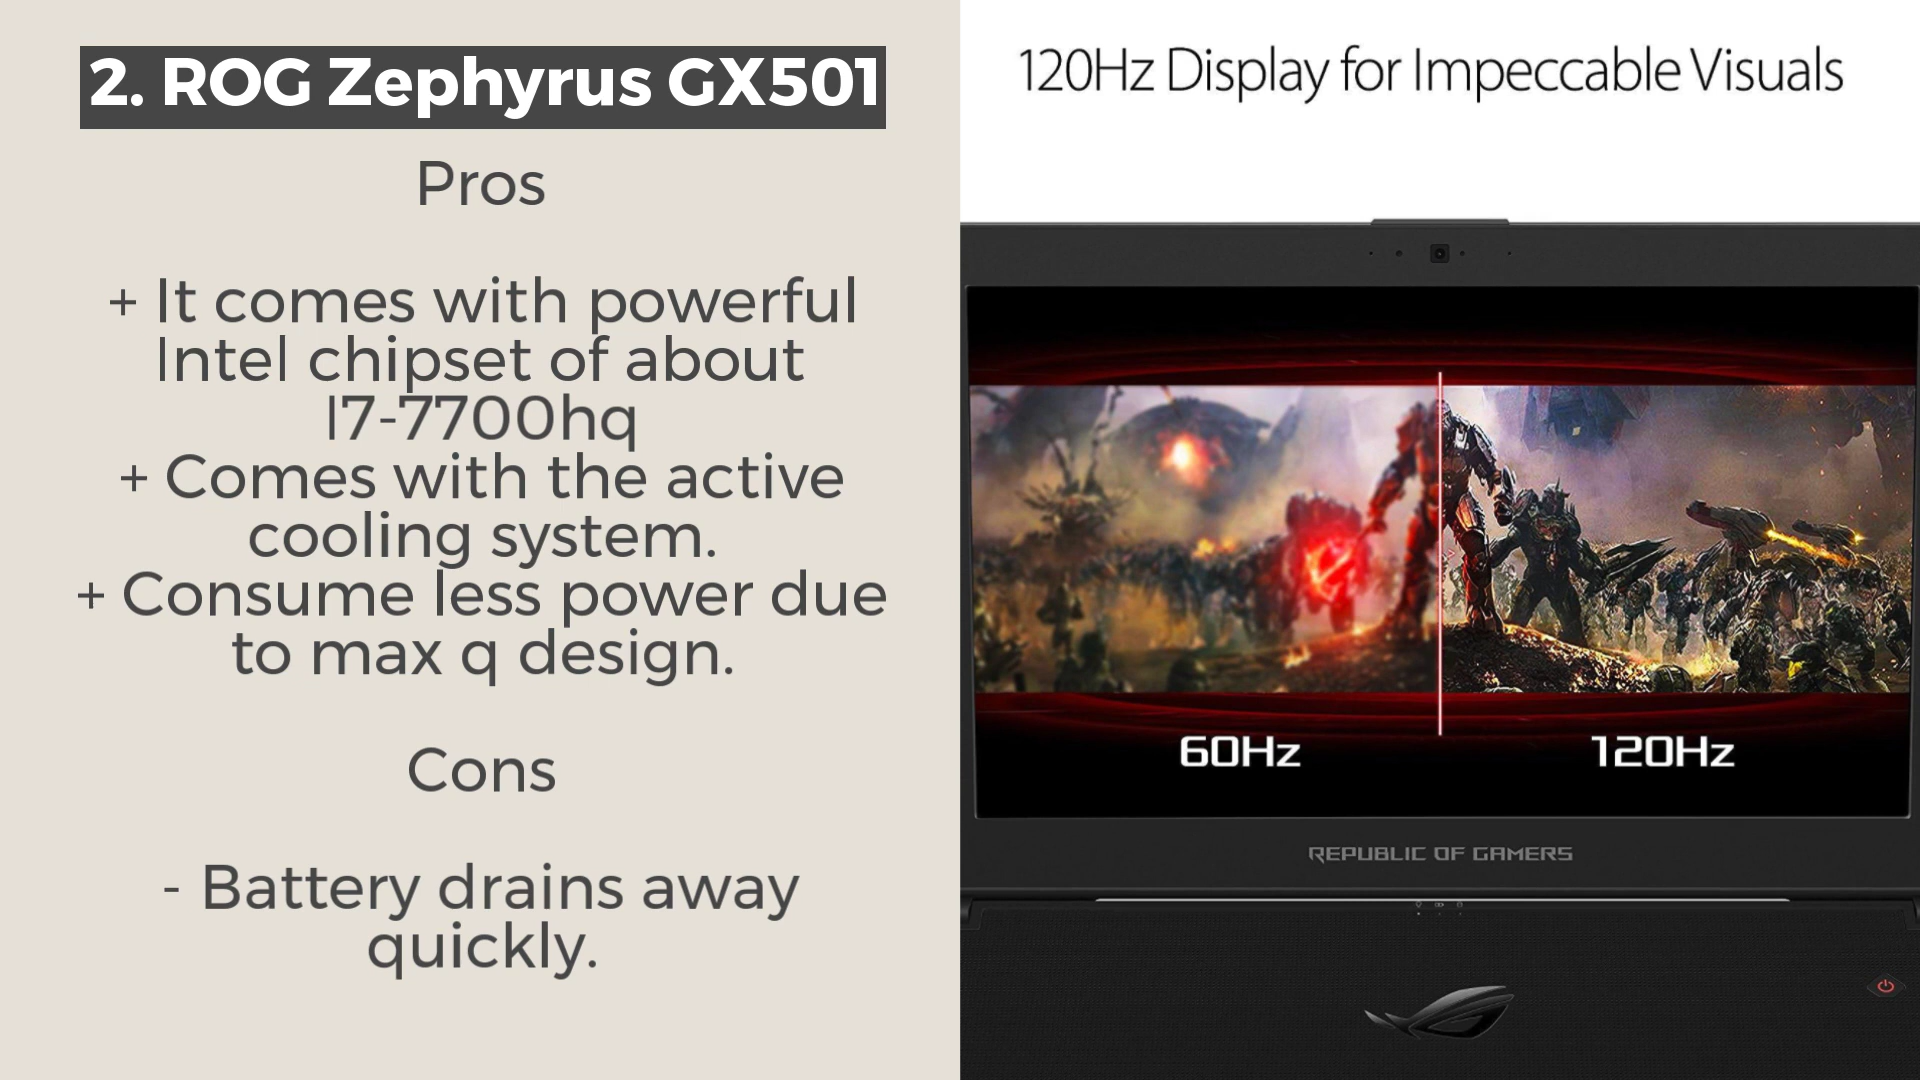 2. ROG Zephyrus GX501
Pros
+ It comes with powerful
Intel chipset of about
I7-7700hq
+ Comes with the active
cooling system.
+ Consume less power due
to max q design.
Cons
- Battery drains away
quickly.
120Hz Display for Impeccable Visuals
60Hz
120Hz
REPUBLIC OF GAMERS